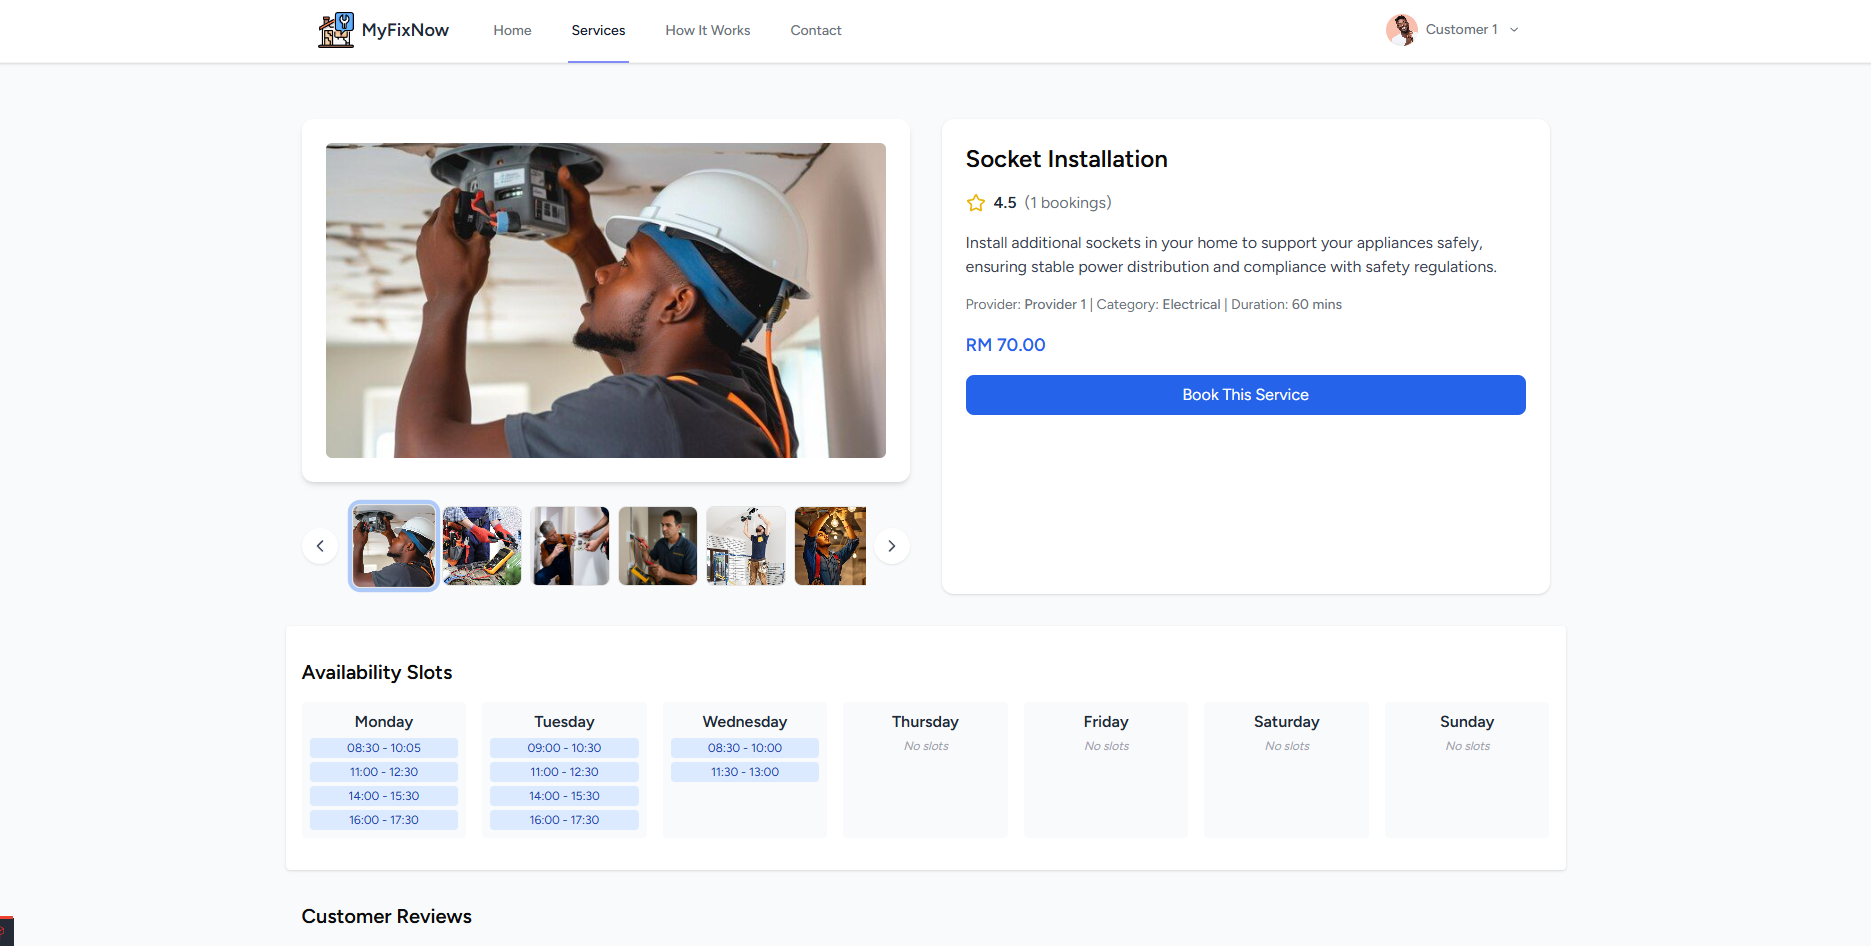 MyFixNow
Home
Services
How It Works
Contact
Customer 1
Socket Installation
4.5 (1 bookings)
Install additional sockets in your home to support your appliances safely,
ensuring stable power distribution and compliance with safety regulations.
Provider: Provider 1 | Category: Electrical | Duration: 60 mins
RM 70.00
Book This Service
Availability Slots
Monday
08:30 - 10:05
11:00 - 12:30
14:00 - 15:30
16:00 - 17:30
Tuesday
09:00 - 10:30
11:00 - 12:30
14:00 - 15:30
16:00 - 17:30
Wednesday
08:30 - 10:00
11:30 - 13:00
Thursday
No slots
Friday
No slots
Saturday
No slots
Sunday
No slots
Customer Reviews